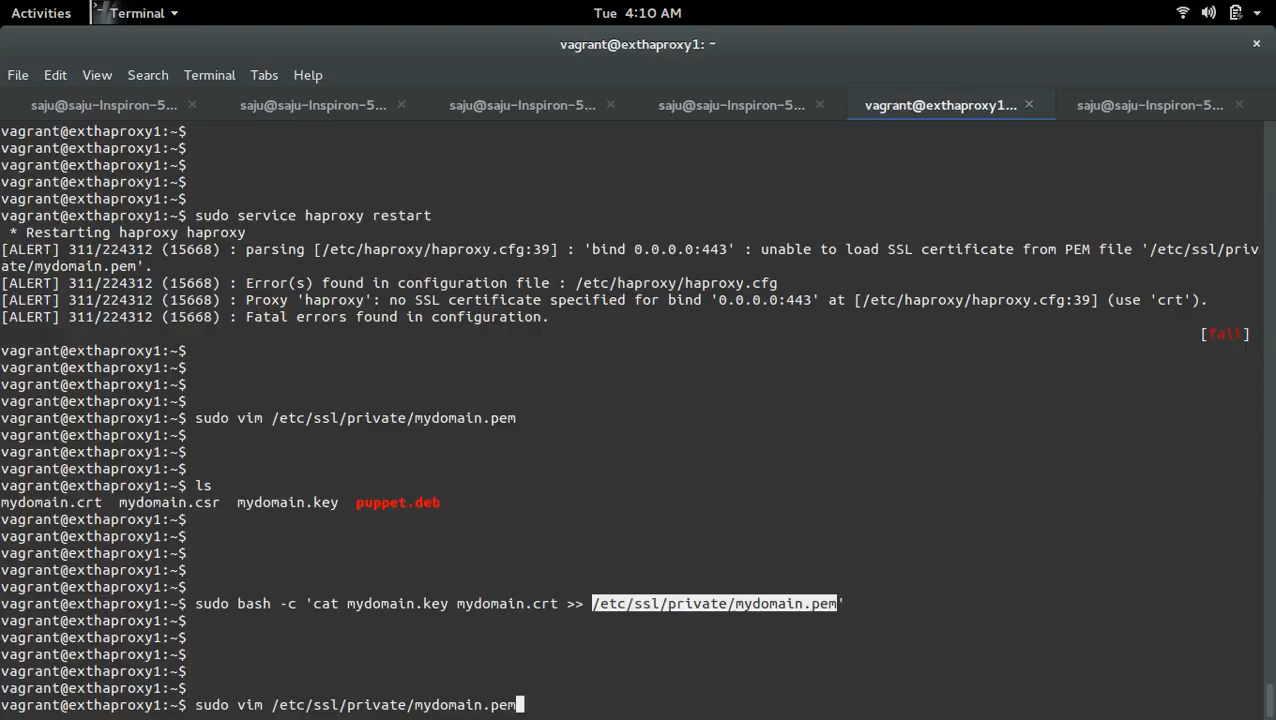 Activities Terminal Tue 4:10 AM
vagrant@exthaproxy1: ~ ×
File Edit View Search Terminal Tabs Help
saju@saju-Inspiron-5... × saju@saju-Inspiron-5... × saju@saju-Inspiron-5... × saju@saju-Inspiron-5... × vagrant@exthaproxy1... × saju@saju-Inspiron-5... ×
vagrant@exthaproxy1:~$
vagrant@exthaproxy1:~$
vagrant@exthaproxy1:~$
vagrant@exthaproxy1:~$
vagrant@exthaproxy1:~$
vagrant@exthaproxy1:~$ sudo service haproxy restart
* Restarting haproxy haproxy
[ALERT] 311/224312 (15668) : parsing [/etc/haproxy/haproxy.cfg:39] : 'bind 0.0.0.0:443' : unable to load SSL certificate from PEM file '/etc/ssl/priv
ate/mydomain.pem'.
[ALERT] 311/224312 (15668) : Error(s) found in configuration file : /etc/haproxy/haproxy.cfg
[ALERT] 311/224312 (15668) : Proxy 'haproxy': no SSL certificate specified for bind '0.0.0.0:443' at [/etc/haproxy/haproxy.cfg:39] (use 'crt').
[ALERT] 311/224312 (15668) : Fatal errors found in configuration.
[fail]
vagrant@exthaproxy1:~$
vagrant@exthaproxy1:~$
vagrant@exthaproxy1:~$
vagrant@exthaproxy1:~$
vagrant@exthaproxy1:~$ sudo vim /etc/ssl/private/mydomain.pem
vagrant@exthaproxy1:~$
vagrant@exthaproxy1:~$
vagrant@exthaproxy1:~$
vagrant@exthaproxy1:~$ ls
mydomain.crt mydomain.csr mydomain.key puppet.deb
vagrant@exthaproxy1:~$
vagrant@exthaproxy1:~$
vagrant@exthaproxy1:~$
vagrant@exthaproxy1:~$
vagrant@exthaproxy1:~$
vagrant@exthaproxy1:~$ sudo bash -c 'cat mydomain.key mydomain.crt >> /etc/ssl/private/mydomain.pem'
vagrant@exthaproxy1:~$
vagrant@exthaproxy1:~$
vagrant@exthaproxy1:~$
vagrant@exthaproxy1:~$
vagrant@exthaproxy1:~$
vagrant@exthaproxy1:~$ sudo vim /etc/ssl/private/mydomain.pem